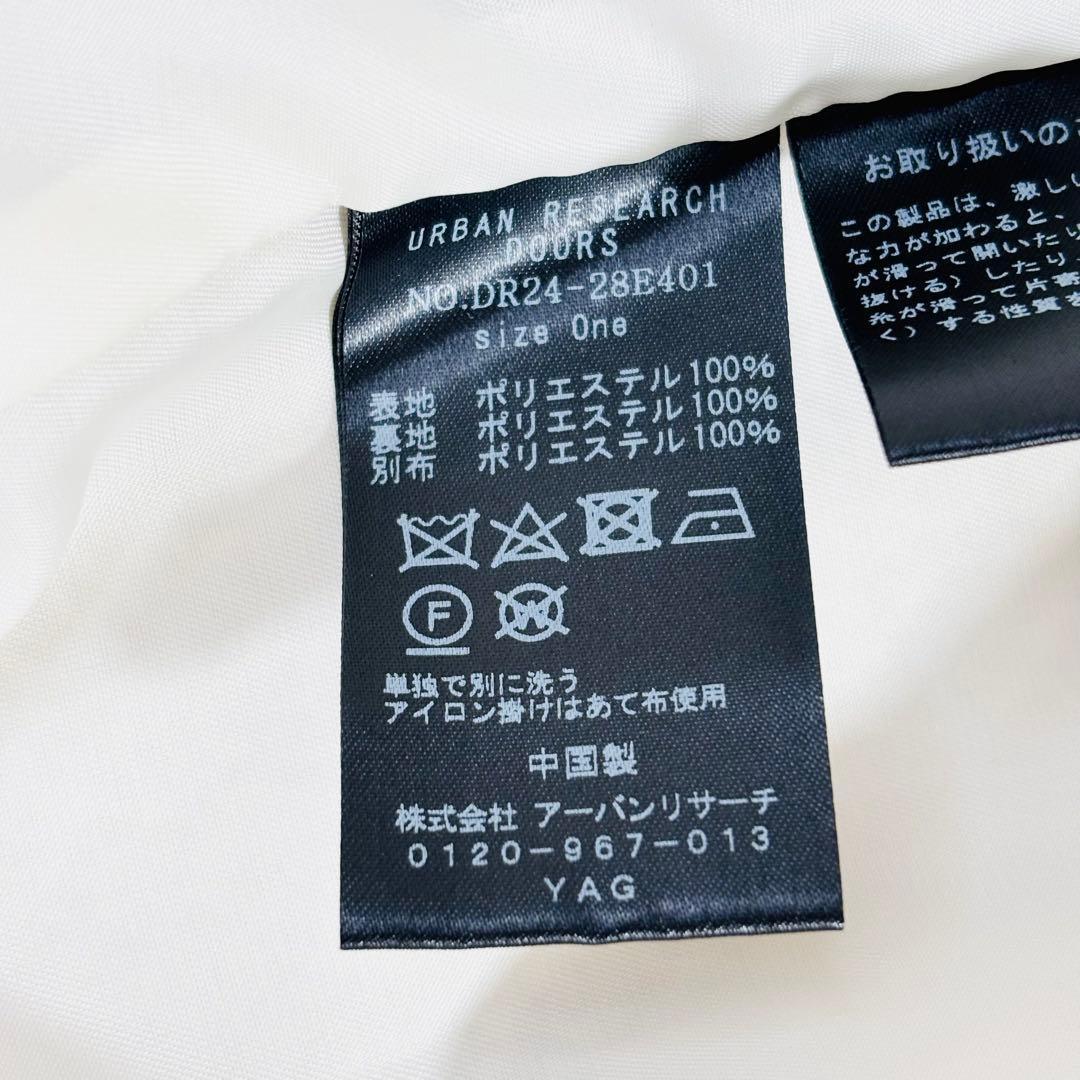 URBAN RESEARCH
DOORS
NO.DR24-28E401
size One
表地 ポリエステル100%
裏地 ポリエステル100%
別布 ポリエステル100%
F
W
単独で別に洗う
アイロン掛けはあて布使用
中国製
株式会社 アーバンリサーチ
0120-967-013
YAG
お取り扱いの
この製品は、激し
な力が加わると、
が滑って開いたい
抜ける)したり
糸が滑って片寄
く)する性質を